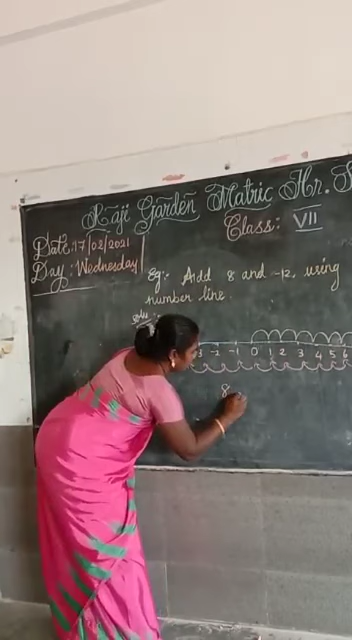 Raji Garden Matric Hr. S
Class: VII
Date: 17/02/2021
Day: Wednesday
Eg:- Add 8 and -12, using
number line.
Solu:
-3 -2 -1 0 1 2 3 4 5 6
8